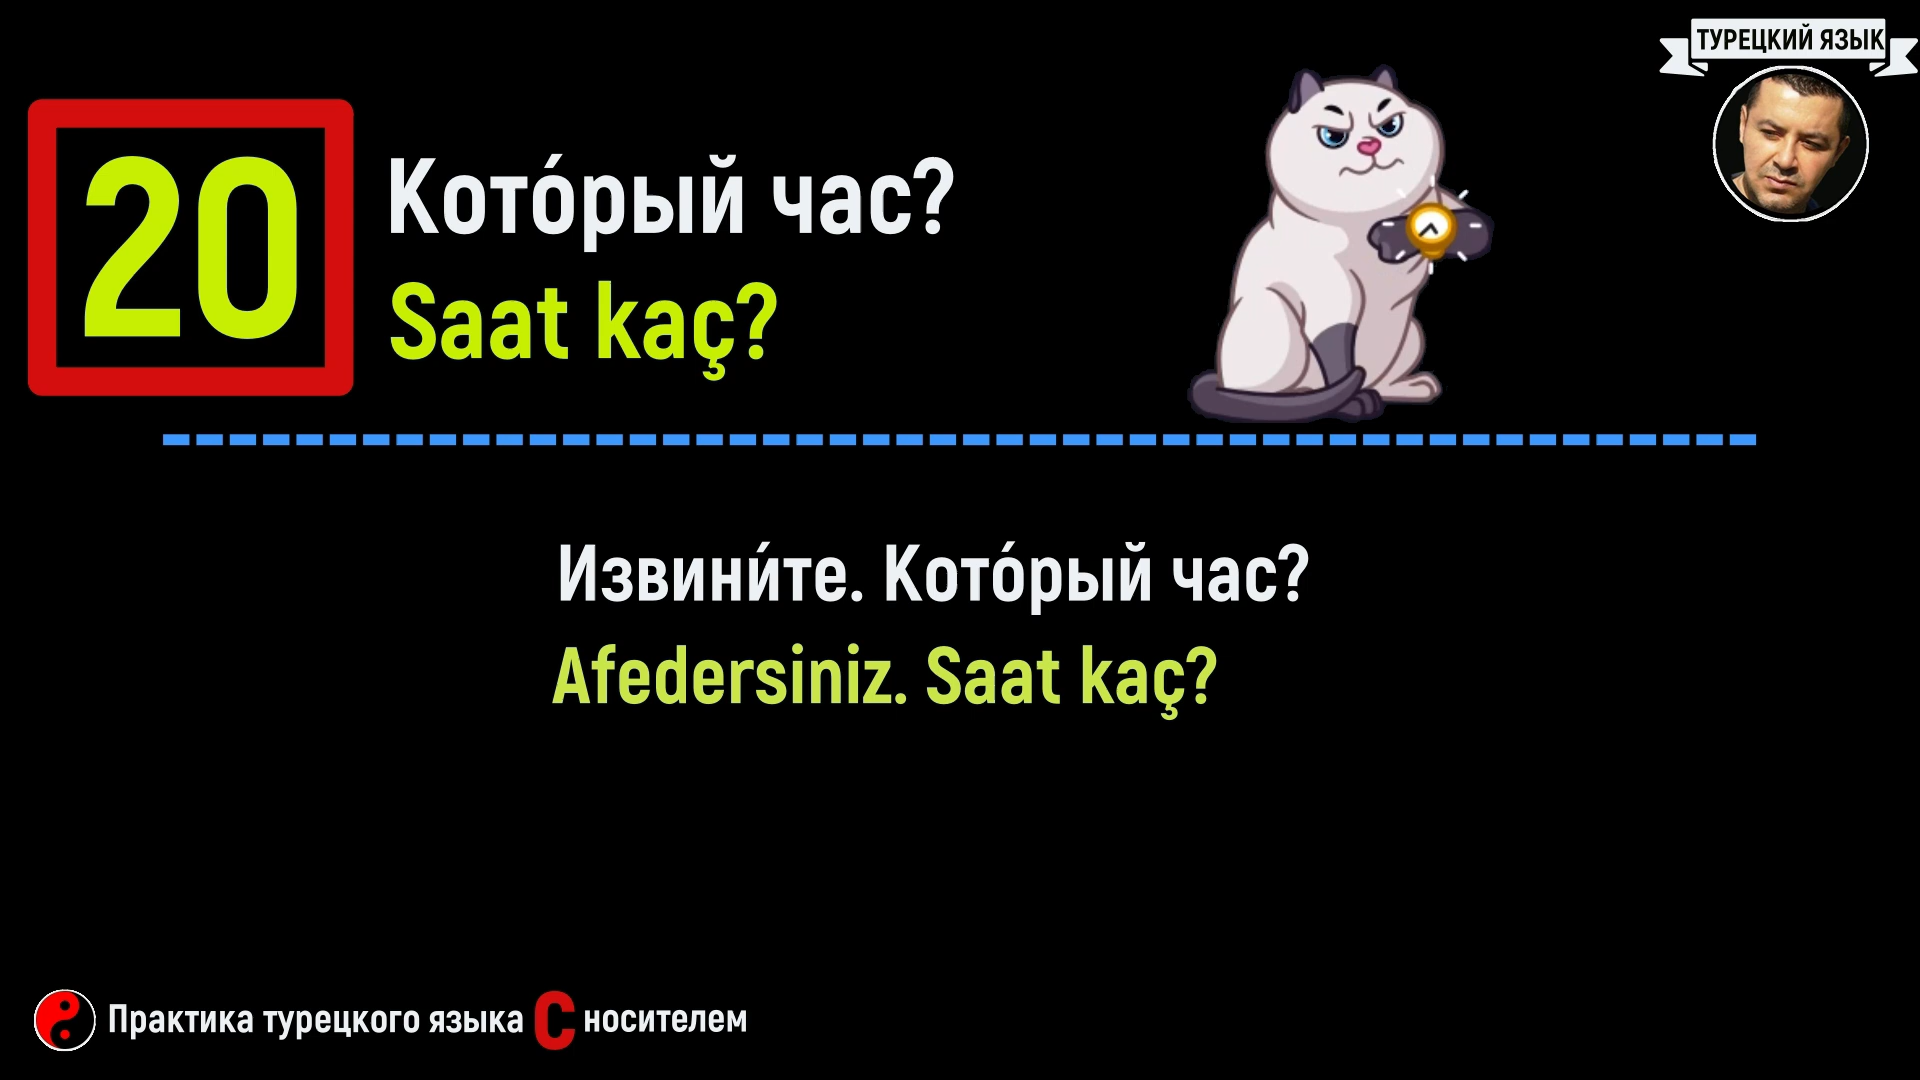 ТУРЕЦКИЙ ЯЗЫК
20
Кото́рый час?
Saat kaç?
Извини́те. Кото́рый час?
Afedersiniz. Saat kaç?
Практика турецкого языка С носителем